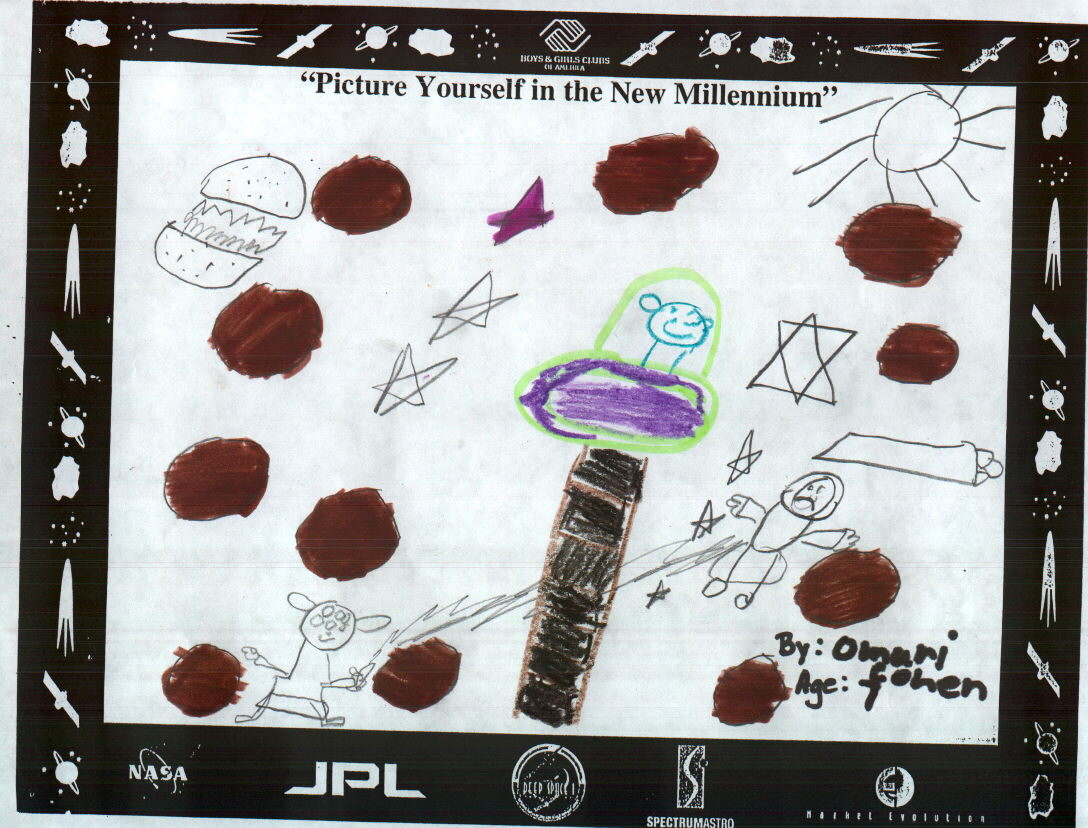 BOYS & GIRLS CLUBS
OF AMERICA
“Picture Yourself in the New Millennium”
By: Omari
Age: fohen
NASA
JPL
DEEP SPACE 1
SPECTRUMASTRO
Market Evolution